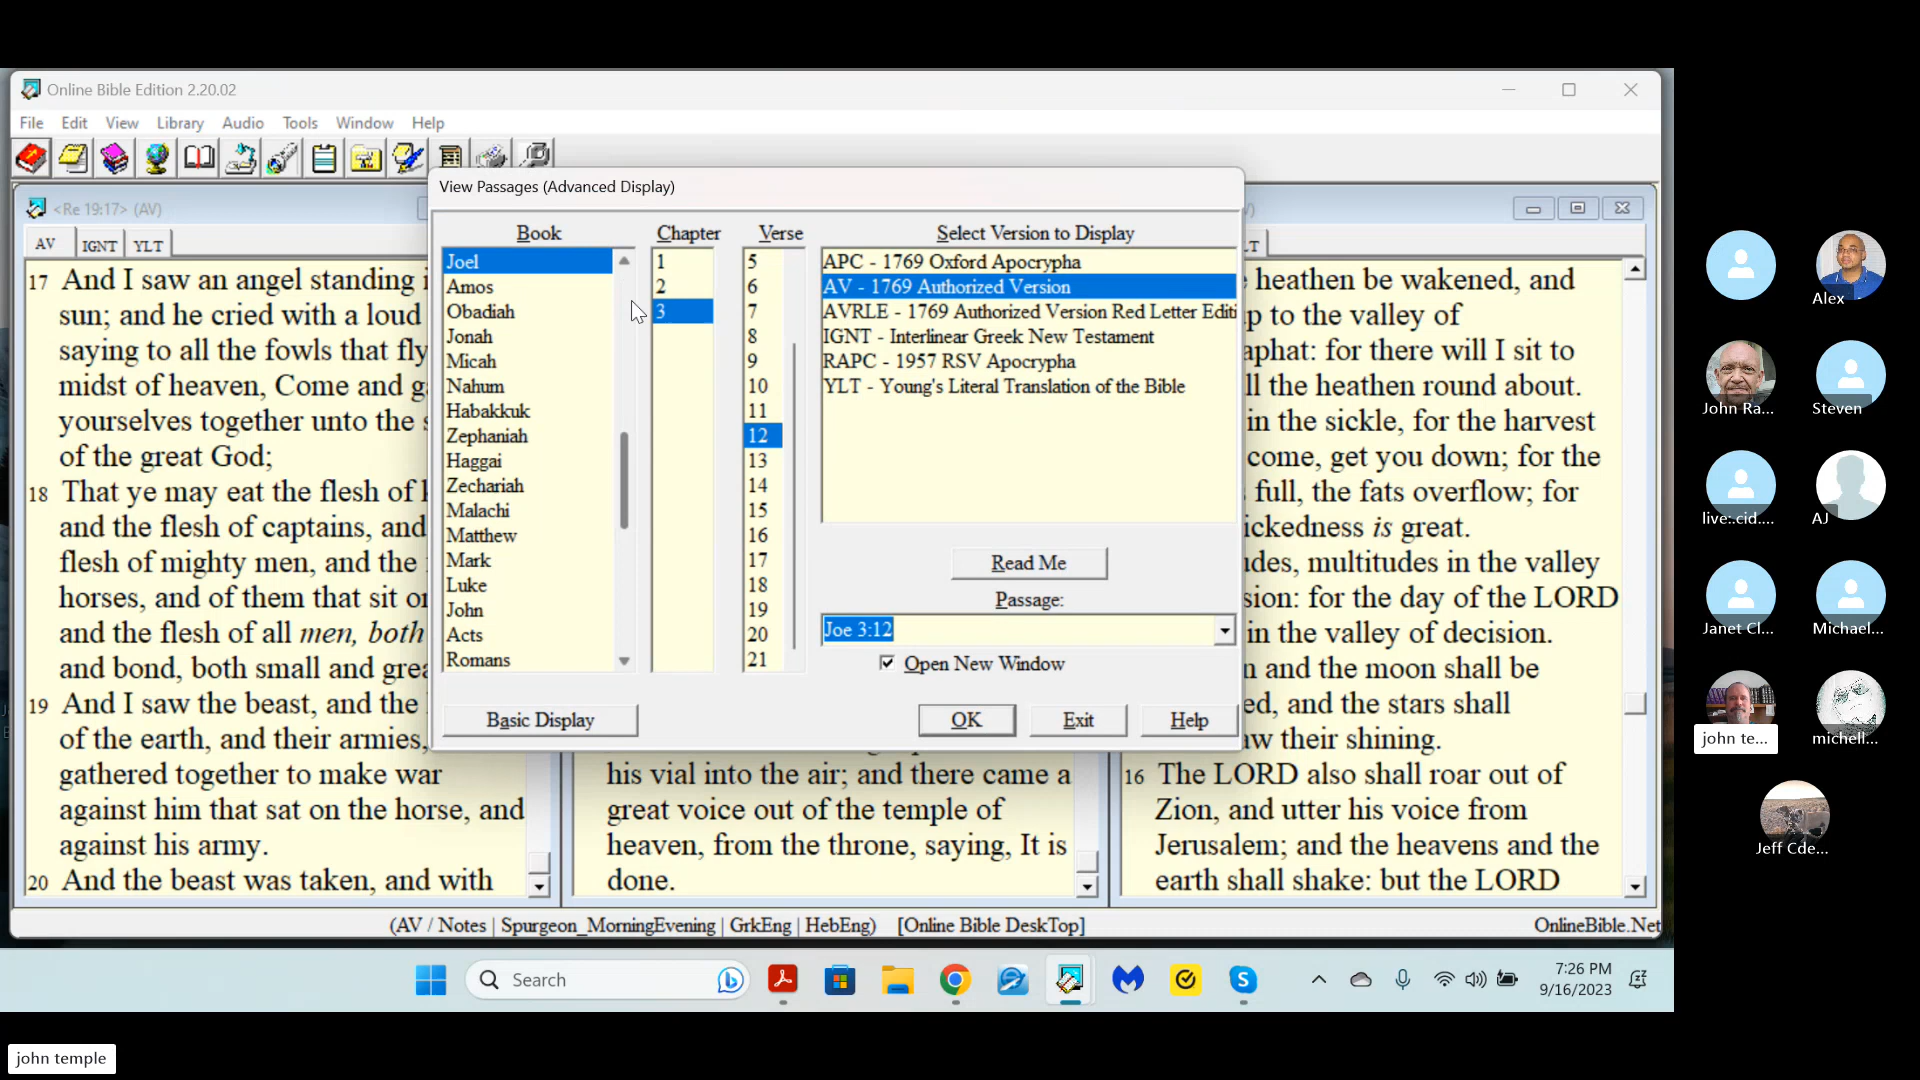 Online Bible Edition 2.20.02
File Edit View Library Audio Tools Window Help
<Re 19:17> (AV)
AV IGNT YLT
17 And I saw an angel standing
sun; and he cried with a loud
saying to all the fowls that fly
midst of heaven, Come and
yourselves together unto the
of the great God;
18 That ye may eat the flesh of
and the flesh of captains, and
flesh of mighty men, and the
horses, and of them that sit
and the flesh of all men, both
and bond, both small and
19 And I saw the beast, and the
of the earth, and their armies,
gathered together to make war
against him that sat on the horse, and
against his army.
20 And the beast was taken, and with
View Passages (Advanced Display)
Book
Joel
Amos
Obadiah
Jonah
Micah
Nahum
Habakkuk
Zephaniah
Haggai
Zechariah
Malachi
Matthew
Mark
Luke
John
Acts
Romans
Chapter
1
2
3
Verse
5
6
7
8
9
10
11
12
13
14
15
16
17
18
19
20
21
Select Version to Display
APC - 1769 Oxford Apocrypha
AV - 1769 Authorized Version
AVRLE - 1769 Authorized Version Red Letter Editi
IGNT - Interlinear Greek New Testament
RAPC - 1957 RSV Apocrypha
YLT - Young's Literal Translation of the Bible
Read Me
Passage:
Joe 3:12
Open New Window
Basic Display OK Exit Help
his vial into the air; and there came a
great voice out of the temple of
heaven, from the throne, saying, It is
done.
heathen be wakened, and
to the valley of
for there will I sit to
the heathen round about.
in the sickle, for the harvest
come, get you down; for the
full, the fats overflow; for
is great.
multitudes in the valley
for the day of the LORD
in the valley of decision.
and the moon shall be
and the stars shall
their shining.
16 The LORD also shall roar out of
Zion, and utter his voice from
Jerusalem; and the heavens and the
earth shall shake: but the LORD
(AV / Notes | Spurgeon_MorningEvening | GrkEng | HebEng) [Online Bible DeskTop]
OnlineBible.Net
Search
7:26 PM
9/16/2023
Alex
John Ra...
Steven
live:.cid....
AJ
Janet Cl...
Michael...
john te...
michell...
Jeff Cde...
john temple